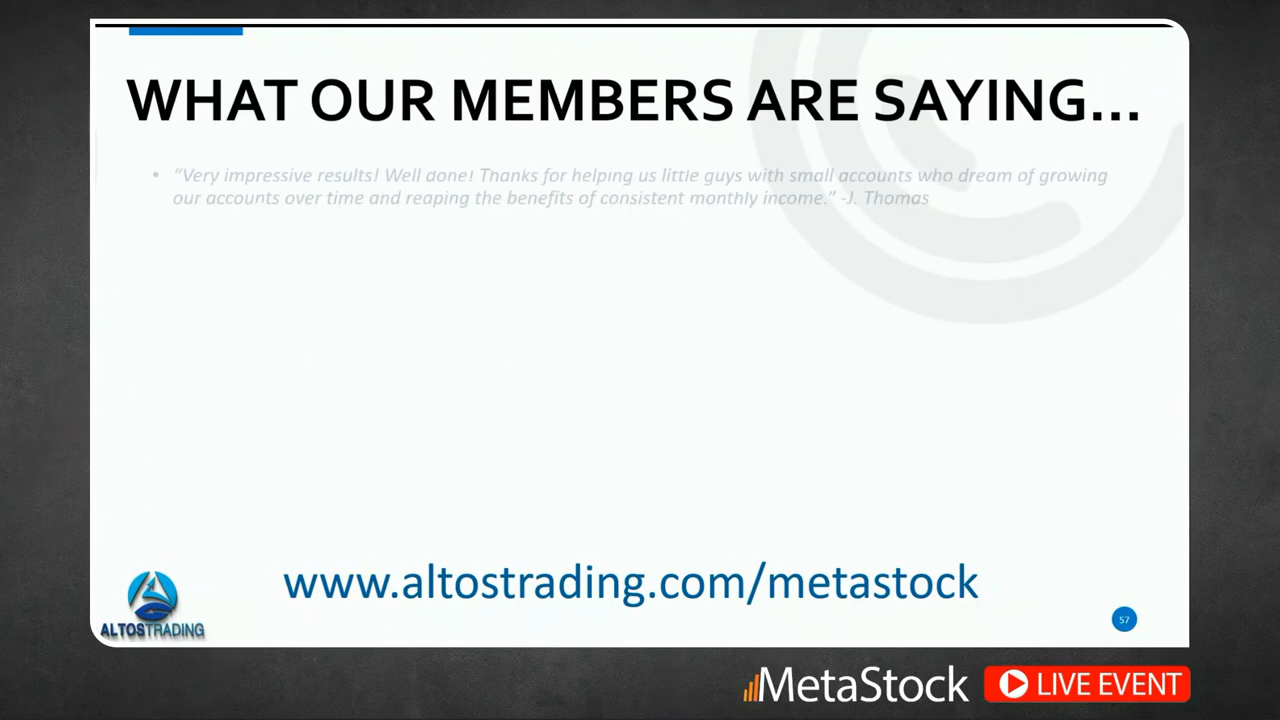 WHAT OUR MEMBERS ARE SAYING...
• “Very impressive results! Well done! Thanks for helping us little guys with small accounts who dream of growing
our accounts over time and reaping the benefits of consistent monthly income.” -J. Thomas
www.altostrading.com/metastock
ALTOSTRADING
57
MetaStock
LIVE EVENT